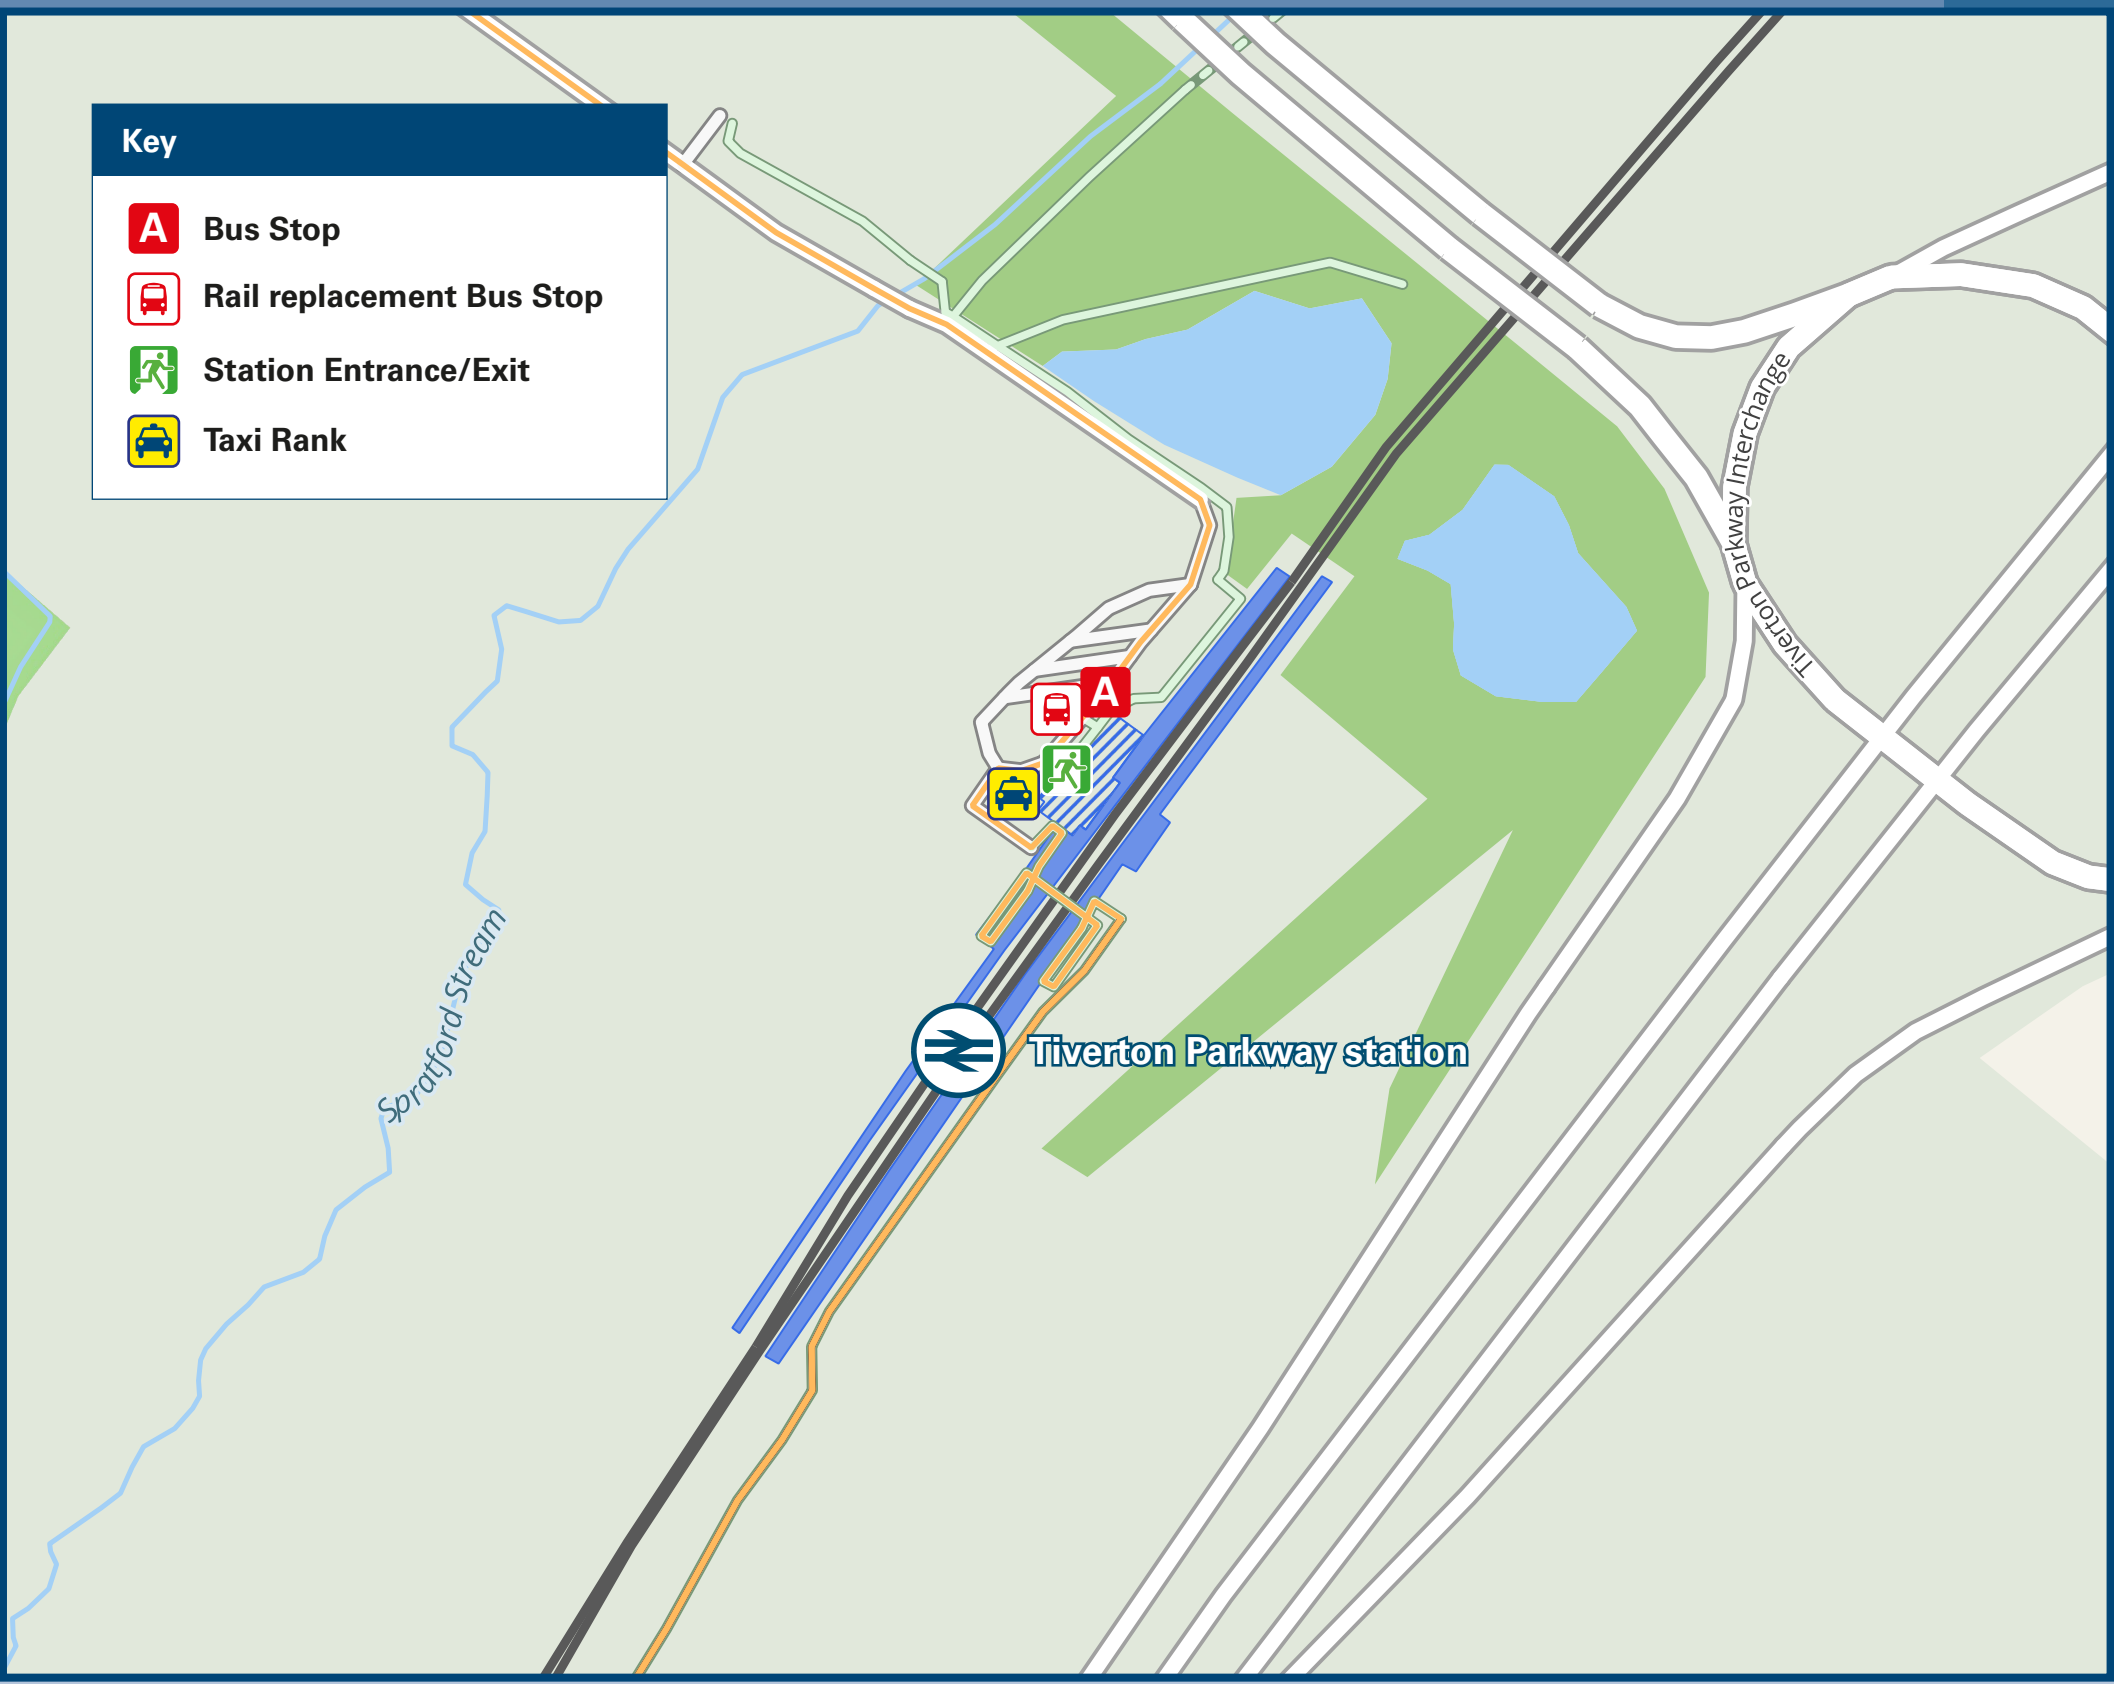 Key
A Bus Stop
Rail replacement Bus Stop
Station Entrance/Exit
Taxi Rank
Tiverton Parkway Interchange
A
Spratford Stream
Tiverton Parkway station